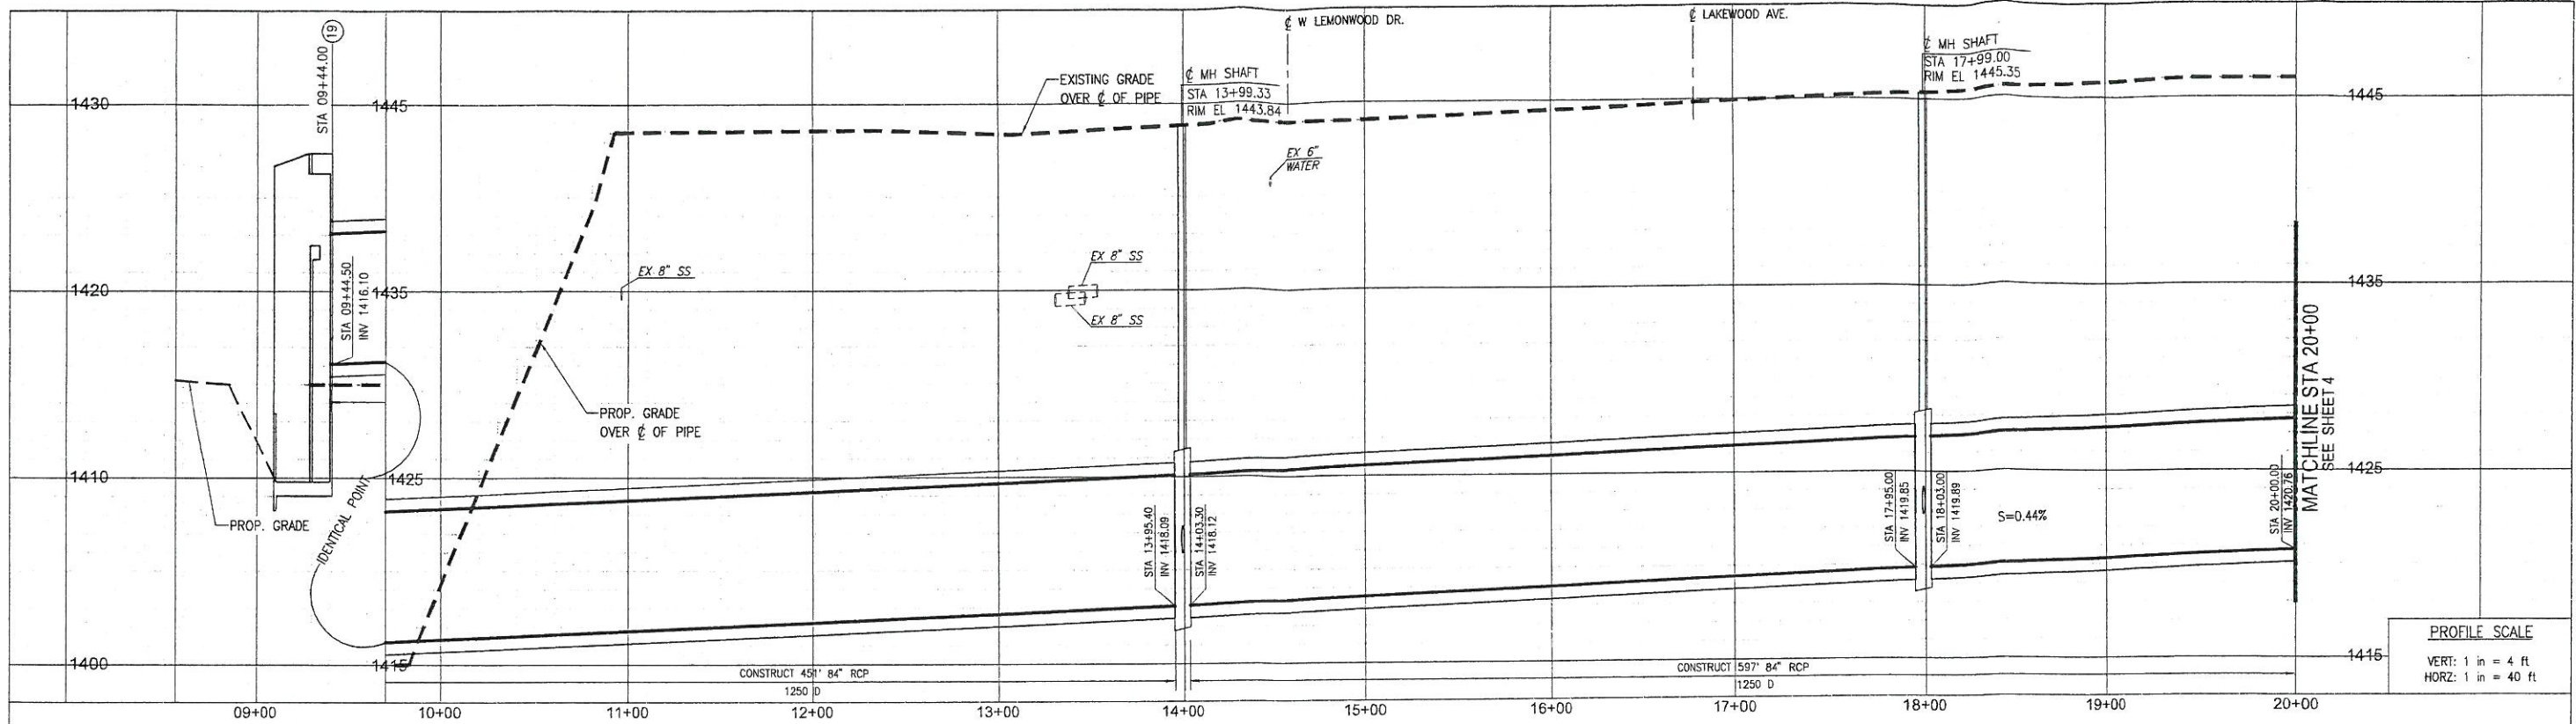 ℄ W LEMONWOOD DR.
℄ LAKEWOOD AVE.
19
STA 09+44.00
EXISTING GRADE
OVER ℄ OF PIPE
℄ MH SHAFT
STA 13+99.33
RIM EL 1443.84
℄ MH SHAFT
STA 17+99.00
RIM EL 1445.35
1430
1445
1445
EX 6"
WATER
EX 8" SS
EX 8" SS
EX 8" SS
1420
1435
1435
STA 09+44.50
INV 1416.10
PROP. GRADE
OVER ℄ OF PIPE
MATCHLINE STA 20+00
SEE SHEET 4
1410
1425
1425
PROP. GRADE
IDENTICAL POINT
STA 13+95.40
INV 1418.09
STA 14+03.30
INV 1418.12
STA 17+95.00
INV 1419.85
STA 18+03.00
INV 1419.89
S=0.44%
STA 20+00.00
INV 1420.76
1400
1415
1415
CONSTRUCT 451' 84" RCP
1250 D
CONSTRUCT 597' 84" RCP
1250 D
PROFILE SCALE
VERT: 1 in = 4 ft
HORZ: 1 in = 40 ft
09+00
10+00
11+00
12+00
13+00
14+00
15+00
16+00
17+00
18+00
19+00
20+00